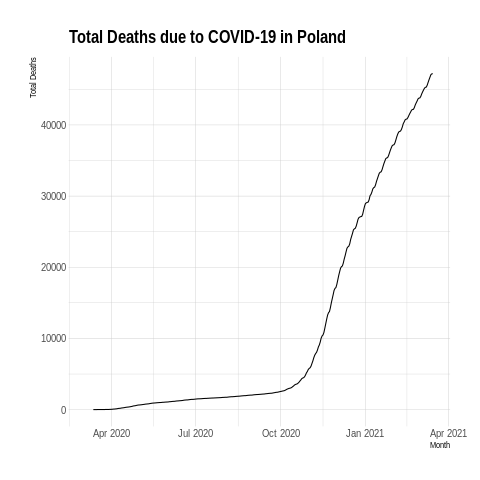 Total Deaths due to COVID-19 in Poland
Total Deaths
40000
30000
20000
10000
0
Apr 2020 Jul 2020 Oct 2020 Jan 2021 Apr 2021
Month